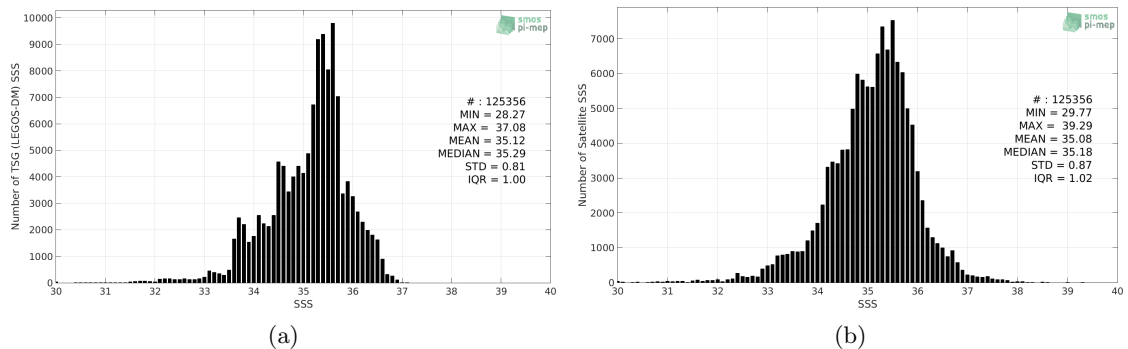 10000
9000
8000
7000
6000
5000
4000
3000
2000
1000
0
Number of TSG (LEGOS-DM) SSS
smos
pi-mep
# : 125356
MIN = 28.27
MAX = 37.08
MEAN = 35.12
MEDIAN = 35.29
STD = 0.81
IQR = 1.00
30 31 32 33 34 35 36 37 38 39 40
SSS
(a)
7000
6000
5000
4000
3000
2000
1000
0
Number of Satellite SSS
smos
pi-mep
# : 125356
MIN = 29.77
MAX = 39.29
MEAN = 35.08
MEDIAN = 35.18
STD = 0.87
IQR = 1.02
30 31 32 33 34 35 36 37 38 39 40
SSS
(b)